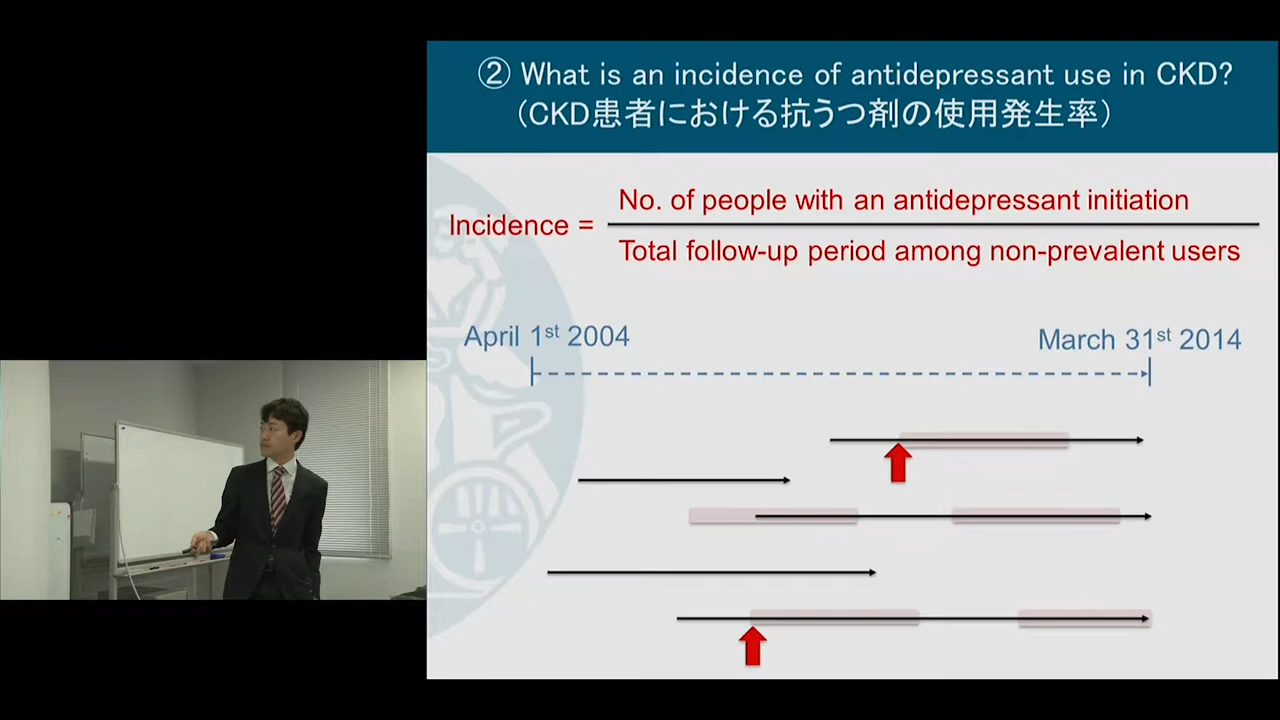 ② What is an incidence of antidepressant use in CKD?
（CKD患者における抗うつ剤の使用発生率）
Incidence =
No. of people with an antidepressant initiation
Total follow-up period among non-prevalent users
April 1st 2004
March 31st 2014